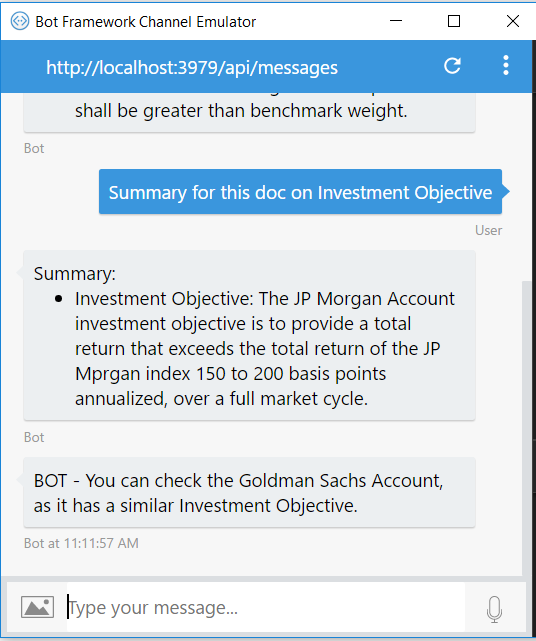 Bot Framework Channel Emulator
http://localhost:3979/api/messages
shall be greater than benchmark weight.
Bot
Summary for this doc on Investment Objective
User
Summary:
Investment Objective: The JP Morgan Account
investment objective is to provide a total
return that exceeds the total return of the JP
Mprgan index 150 to 200 basis points
annualized, over a full market cycle.
Bot
BOT - You can check the Goldman Sachs Account,
as it has a similar Investment Objective.
Bot at 11:11:57 AM
Type your message...